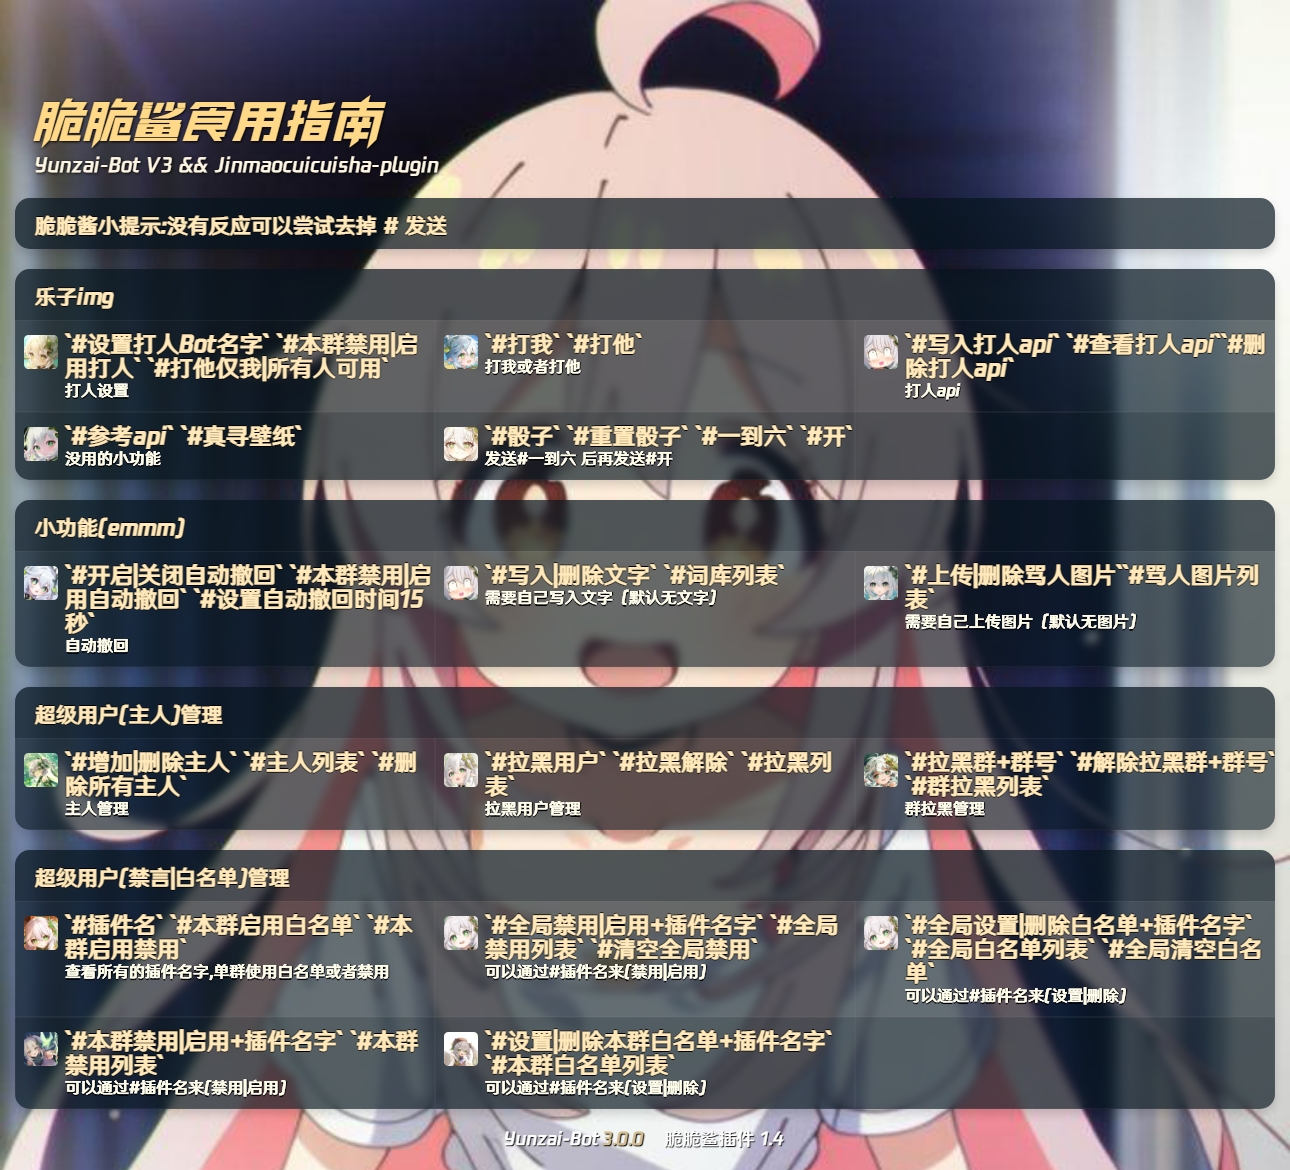 脆脆鲨食用指南
Yunzai-Bot V3 && Jinmaocuicuisha-plugin
脆脆酱小提示:没有反应可以尝试去掉 # 发送
乐子img
`#设置打人Bot名字` `#本群禁用|启
用打人` `#打他仅我|所有人可用`
打人设置
`#打我` `#打他`
打我或者打他
`#写入打人api` `#查看打人api``#删
除打人api`
打人api
`#参考api` `#真寻壁纸`
没用的小功能
`#骰子` `#重置骰子` `#一到六` `#开`
发送#一到六 后再发送#开
小功能(emmm)
`#开启|关闭自动撤回` `#本群禁用|启
用自动撤回` `#设置自动撤回时间15
秒`
自动撤回
`#写入|删除文字` `#词库列表`
需要自己写入文字（默认无文字）
`#上传|删除骂人图片``#骂人图片列
表`
需要自己上传图片（默认无图片）
超级用户(主人)管理
`#增加|删除主人` `#主人列表` `#删
除所有主人`
主人管理
`#拉黑用户` `#拉黑解除` `#拉黑列
表`
拉黑用户管理
`#拉黑群+群号` `#解除拉黑群+群号`
`#群拉黑列表`
群拉黑管理
超级用户(禁言|白名单)管理
`#插件名` `#本群启用白名单` `#本
群启用禁用`
查看所有的插件名字,单群使用白名单或者禁用
`#全局禁用|启用+插件名字` `#全局
禁用列表` `#清空全局禁用`
可以通过#插件名来(禁用|启用)
`#全局设置|删除白名单+插件名字`
`#全局白名单列表` `#全局清空白名
单`
可以通过#插件名来(设置|删除)
`#本群禁用|启用+插件名字` `#本群
禁用列表`
可以通过#插件名来(禁用|启用)
`#设置|删除本群白名单+插件名字`
`#本群白名单列表`
可以通过#插件名来(设置|删除)
Yunzai-Bot 3.0.0 脆脆鲨插件 1.4